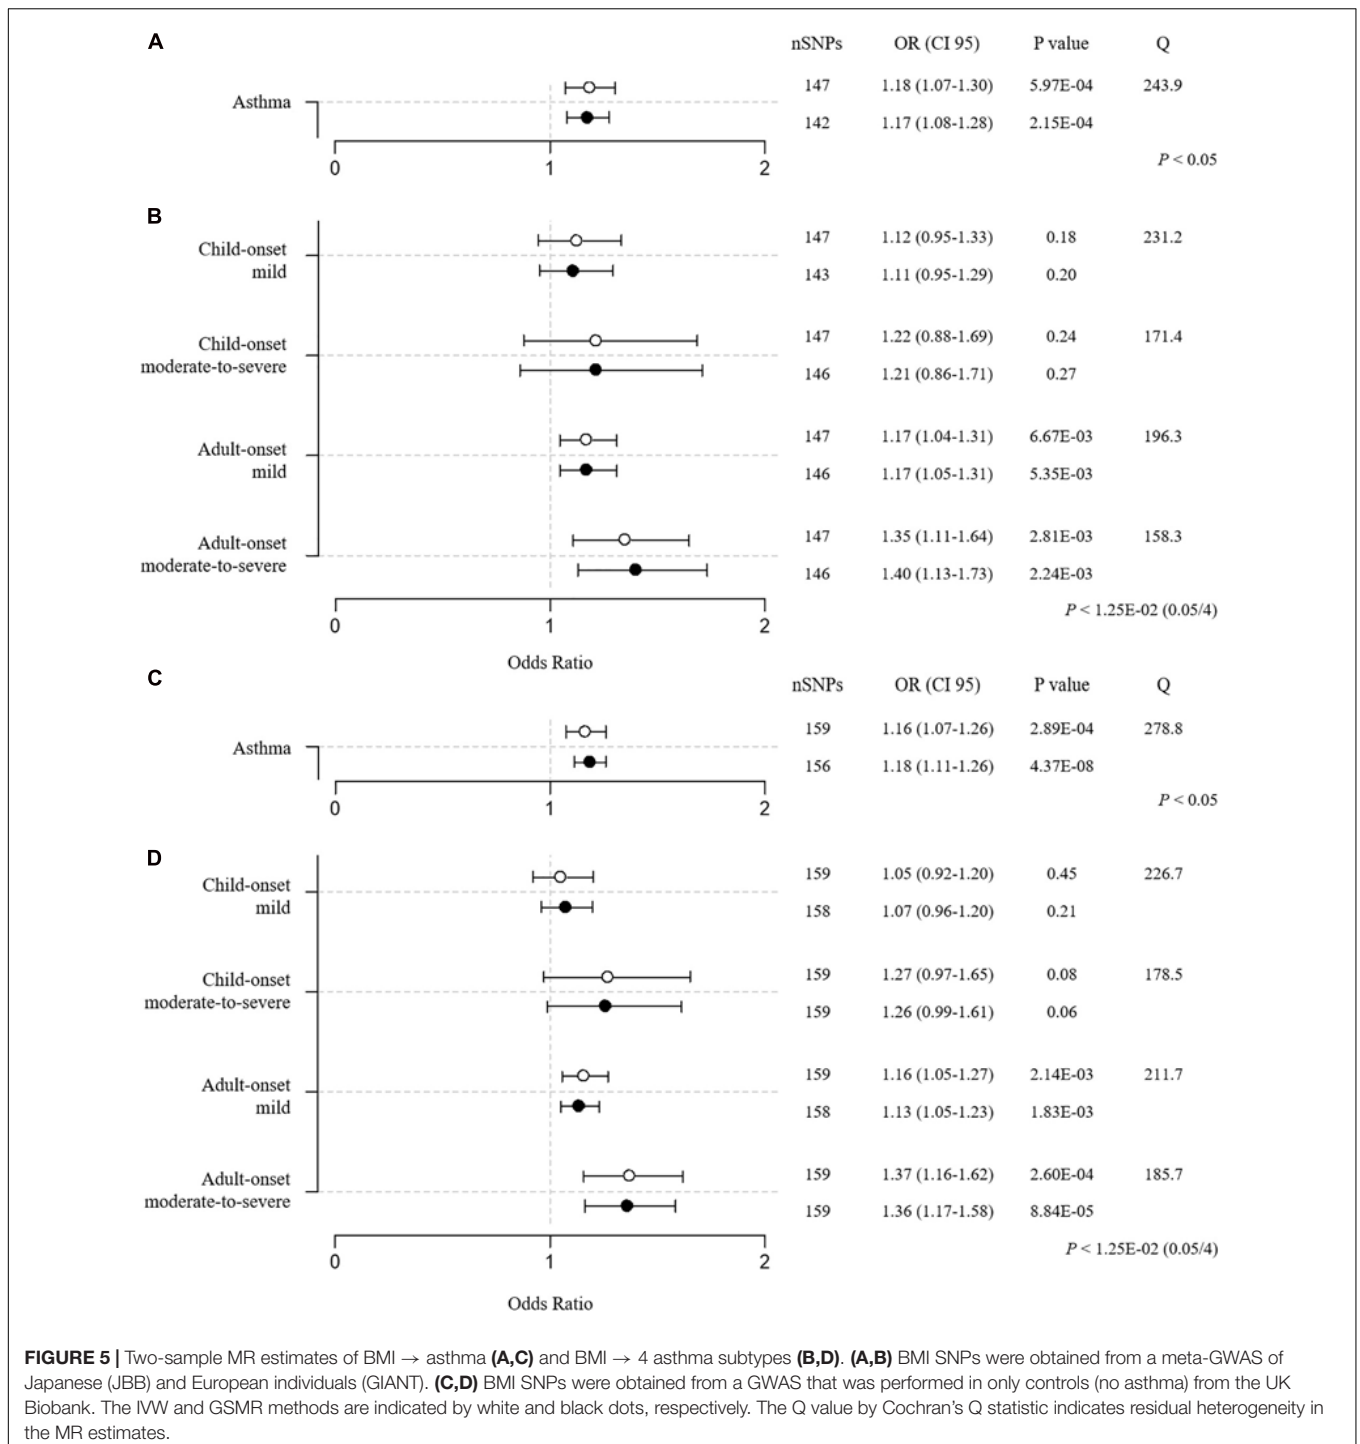 A
nSNPs OR (CI 95) P value Q
Asthma
147 1.18 (1.07-1.30) 5.97E-04 243.9
142 1.17 (1.08-1.28) 2.15E-04
0 1 2
P < 0.05
B
Child-onset
mild
147 1.12 (0.95-1.33) 0.18 231.2
143 1.11 (0.95-1.29) 0.20
Child-onset
moderate-to-severe
147 1.22 (0.88-1.69) 0.24 171.4
146 1.21 (0.86-1.71) 0.27
Adult-onset
mild
147 1.17 (1.04-1.31) 6.67E-03 196.3
146 1.17 (1.05-1.31) 5.35E-03
Adult-onset
moderate-to-severe
147 1.35 (1.11-1.64) 2.81E-03 158.3
146 1.40 (1.13-1.73) 2.24E-03
0 1 2
P < 1.25E-02 (0.05/4)
Odds Ratio
C
nSNPs OR (CI 95) P value Q
Asthma
159 1.16 (1.07-1.26) 2.89E-04 278.8
156 1.18 (1.11-1.26) 4.37E-08
0 1 2
P < 0.05
D
Child-onset
mild
159 1.05 (0.92-1.20) 0.45 226.7
158 1.07 (0.96-1.20) 0.21
Child-onset
moderate-to-severe
159 1.27 (0.97-1.65) 0.08 178.5
159 1.26 (0.99-1.61) 0.06
Adult-onset
mild
159 1.16 (1.05-1.27) 2.14E-03 211.7
158 1.13 (1.05-1.23) 1.83E-03
Adult-onset
moderate-to-severe
159 1.37 (1.16-1.62) 2.60E-04 185.7
159 1.36 (1.17-1.58) 8.84E-05
0 1 2
P < 1.25E-02 (0.05/4)
Odds Ratio
FIGURE 5 | Two-sample MR estimates of BMI → asthma (A,C) and BMI → 4 asthma subtypes (B,D). (A,B) BMI SNPs were obtained from a meta-GWAS of
Japanese (JBB) and European individuals (GIANT). (C,D) BMI SNPs were obtained from a GWAS that was performed in only controls (no asthma) from the UK
Biobank. The IVW and GSMR methods are indicated by white and black dots, respectively. The Q value by Cochran's Q statistic indicates residual heterogeneity in
the MR estimates.